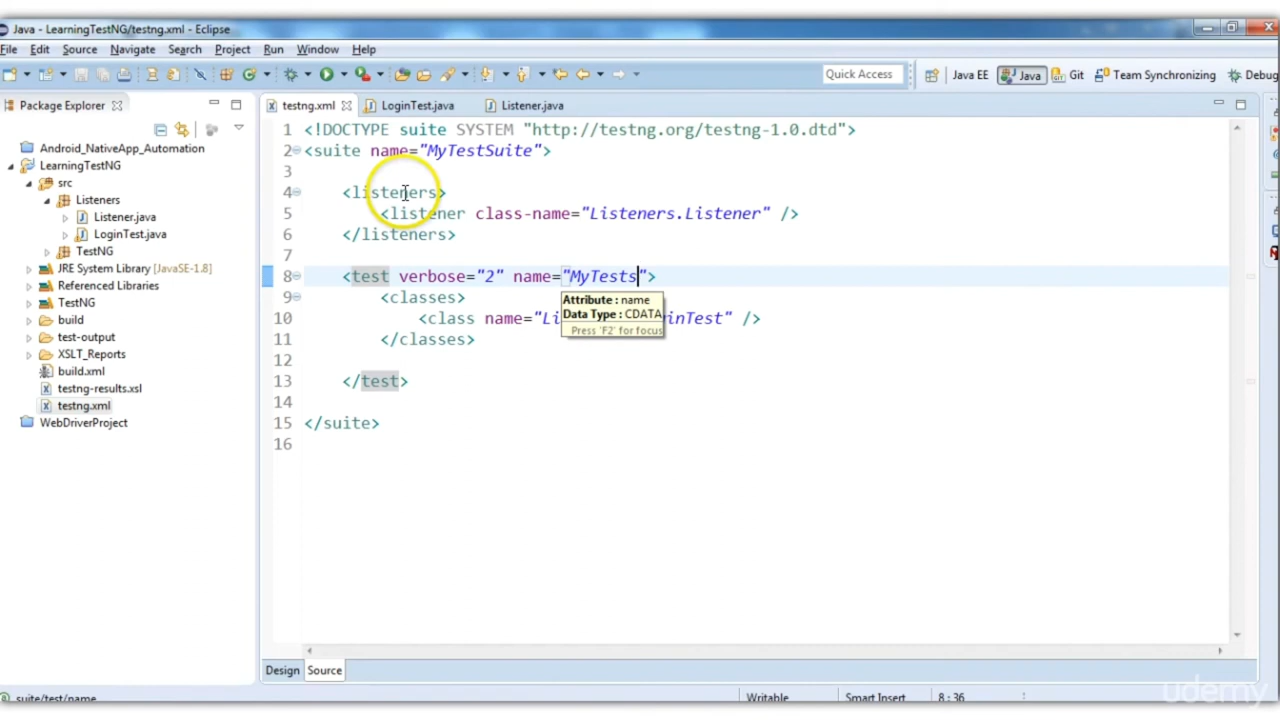 Java - LearningTestNG/testng.xml - Eclipse
File Edit Source Navigate Search Project Run Window Help
Quick Access Java EE Java Git Team Synchronizing Debug
Package Explorer
testng.xml LoginTest.java Listener.java
Android_NativeApp_Automation
LearningTestNG
src
Listeners
Listener.java
LoginTest.java
TestNG
JRE System Library [JavaSE-1.8]
Referenced Libraries
TestNG
build
test-output
XSLT_Reports
build.xml
testng-results.xsl
testng.xml
WebDriverProject
1 <!DOCTYPE suite SYSTEM "http://testng.org/testng-1.0.dtd">
2 <suite name="MyTestSuite">
3
4 <listeners>
5 <listener class-name="Listeners.Listener" />
6 </listeners>
7
8 <test verbose="2" name="MyTests">
9 <classes>
10 <class name="Li inTest" />
11 </classes>
12
13 </test>
14
15 </suite>
16
Attribute : name
Data Type : CDATA
Press 'F2' for focus
Design Source
suite/test/name Writable Smart Insert 8 : 36
udemy